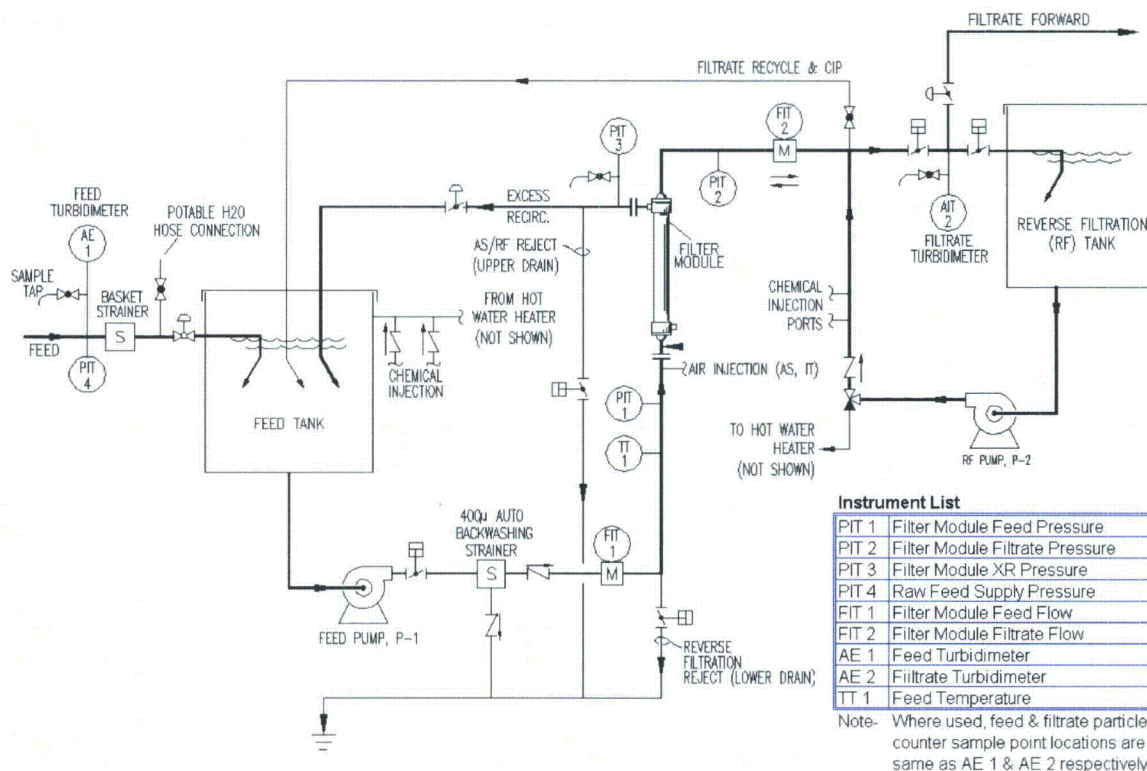 FILTRATE FORWARD
FILTRATE RECYCLE & CIP
FIT
2
M
PIT
3
PIT
2
FEED
TURBIDIMETER
AE
1
POTABLE H2O
HOSE CONNECTION
EXCESS
RECIRC.
AIT
2
FILTRATE
TURBIDIMETER
REVERSE FILTRATION
(RF) TANK
SAMPLE
TAP
BASKET
STRAINER
S
FEED
PIT
4
AS/RF REJECT
(UPPER DRAIN)
FILTER
MODULE
FROM HOT
WATER HEATER
(NOT SHOWN)
CHEMICAL
INJECTION
PORTS
CHEMICAL
INJECTION
FEED TANK
AIR INJECTION (AS, IT)
PIT
1
TT
1
TO HOT WATER
HEATER
(NOT SHOWN)
RF PUMP, P-2
400µ AUTO
BACKWASHING
STRAINER
S
FIT
1
M
FEED PUMP, P-1
REVERSE
FILTRATION
REJECT (LOWER DRAIN)
Instrument List
PIT 1 Filter Module Feed Pressure
PIT 2 Filter Module Filtrate Pressure
PIT 3 Filter Module XR Pressure
PIT 4 Raw Feed Supply Pressure
FIT 1 Filter Module Feed Flow
FIT 2 Filter Module Filtrate Flow
AE 1 Feed Turbidimeter
AE 2 Fiiltrate Turbidimeter
TT 1 Feed Temperature
Note- Where used, feed & filtrate particle
counter sample point locations are
same as AE 1 & AE 2 respectively